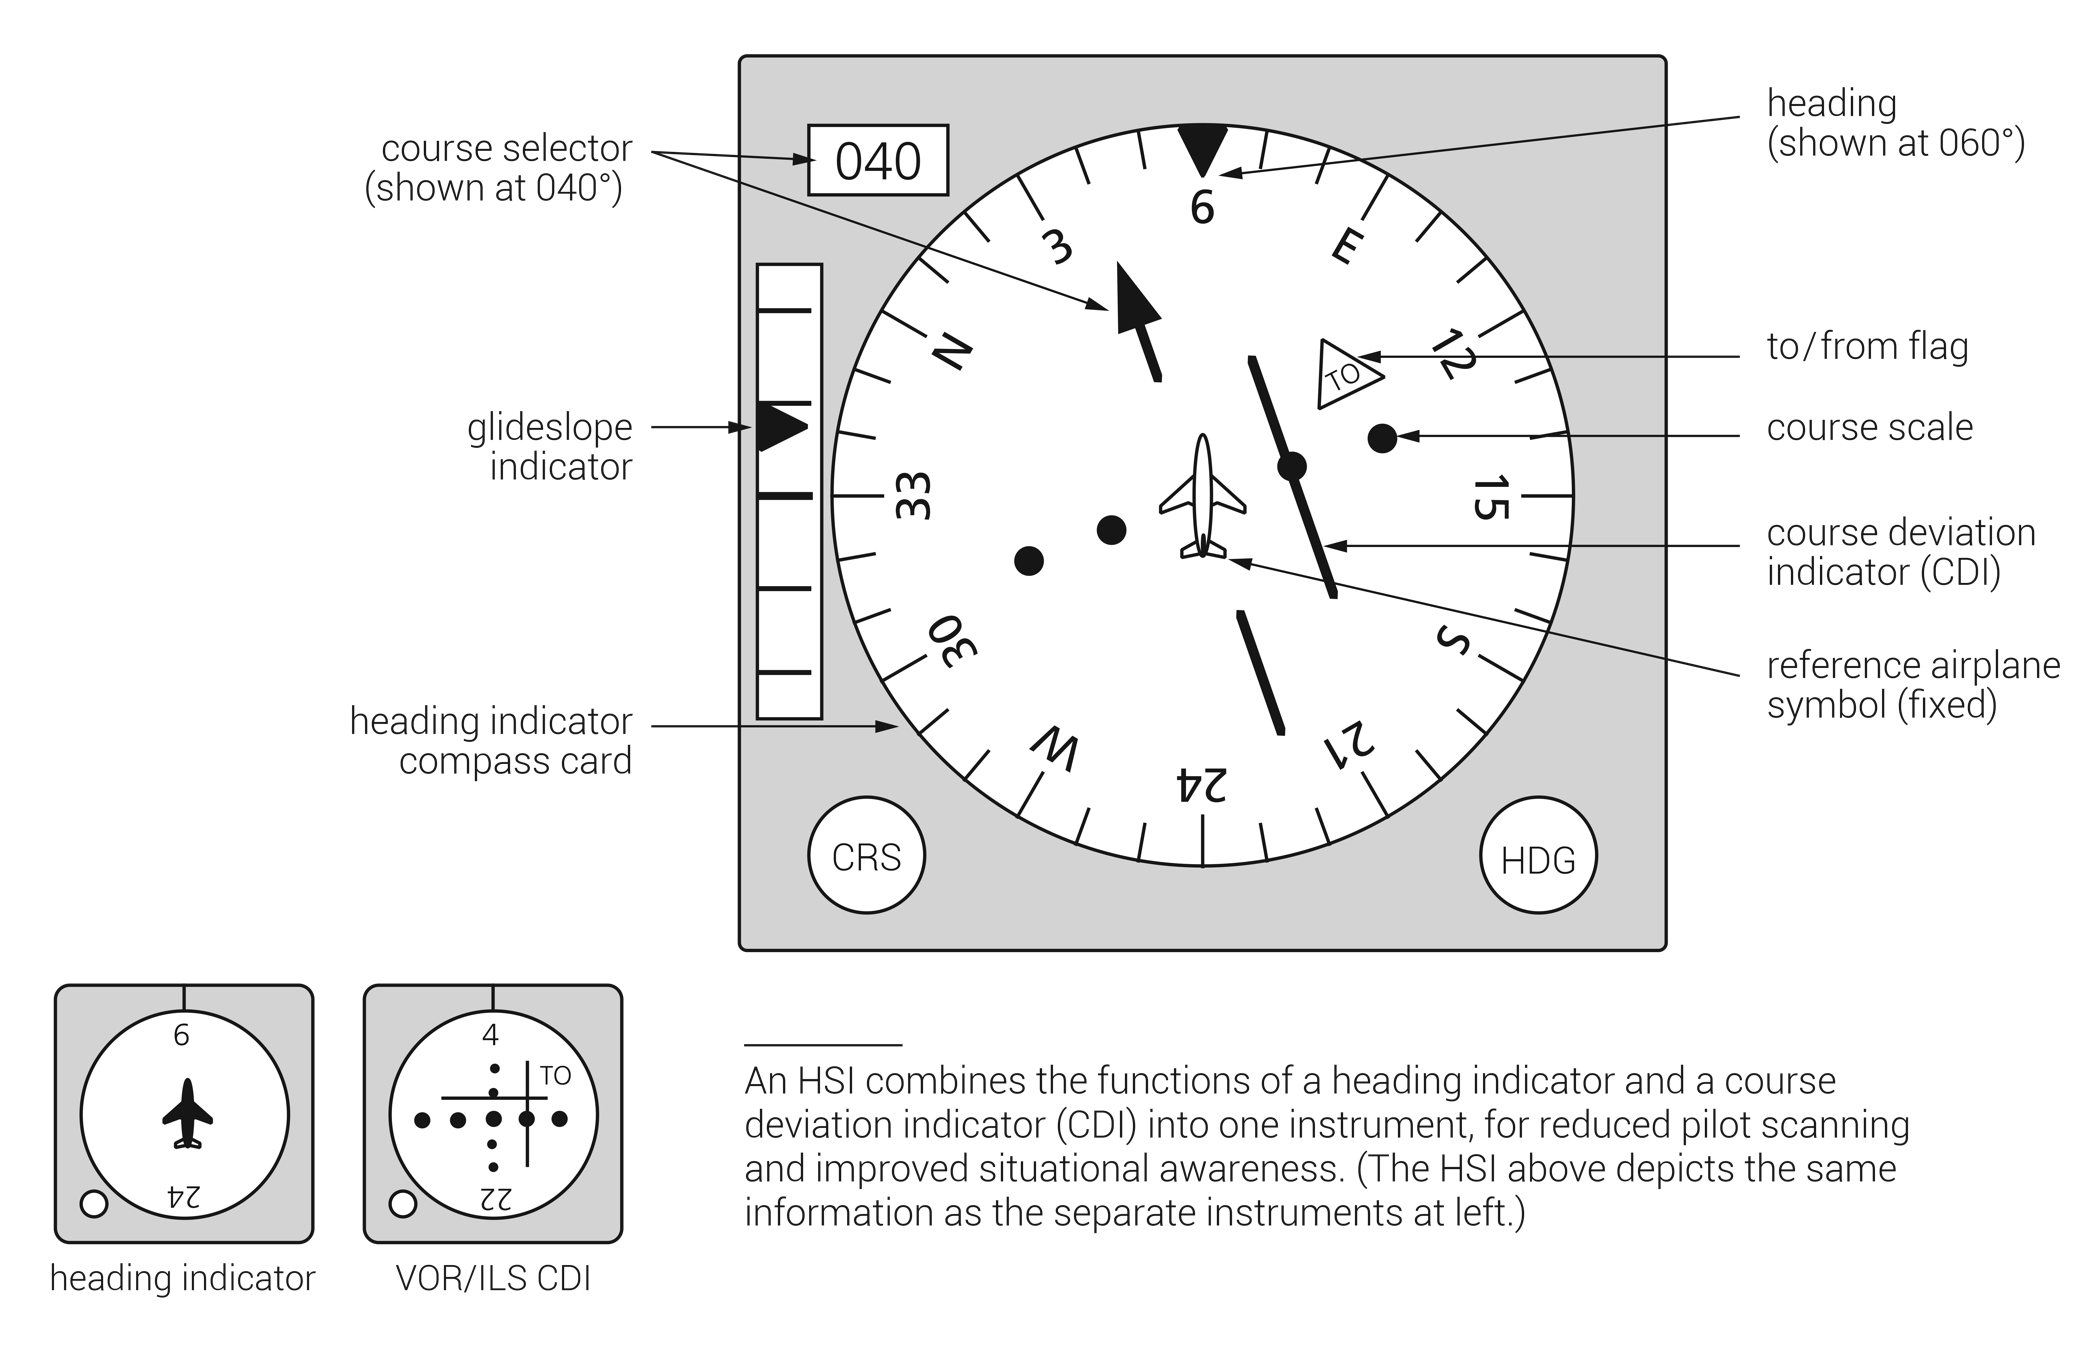 course selector
(shown at 040°)
040
heading
(shown at 060°)
6
3
E
N
12
33
15
30
S
W
21
24
TO
to/from flag
course scale
glideslope
indicator
course deviation
indicator (CDI)
reference airplane
symbol (fixed)
heading indicator
compass card
CRS
HDG
6
24
heading indicator
4
TO
22
VOR/ILS CDI
An HSI combines the functions of a heading indicator and a course
deviation indicator (CDI) into one instrument, for reduced pilot scanning
and improved situational awareness. (The HSI above depicts the same
information as the separate instruments at left.)